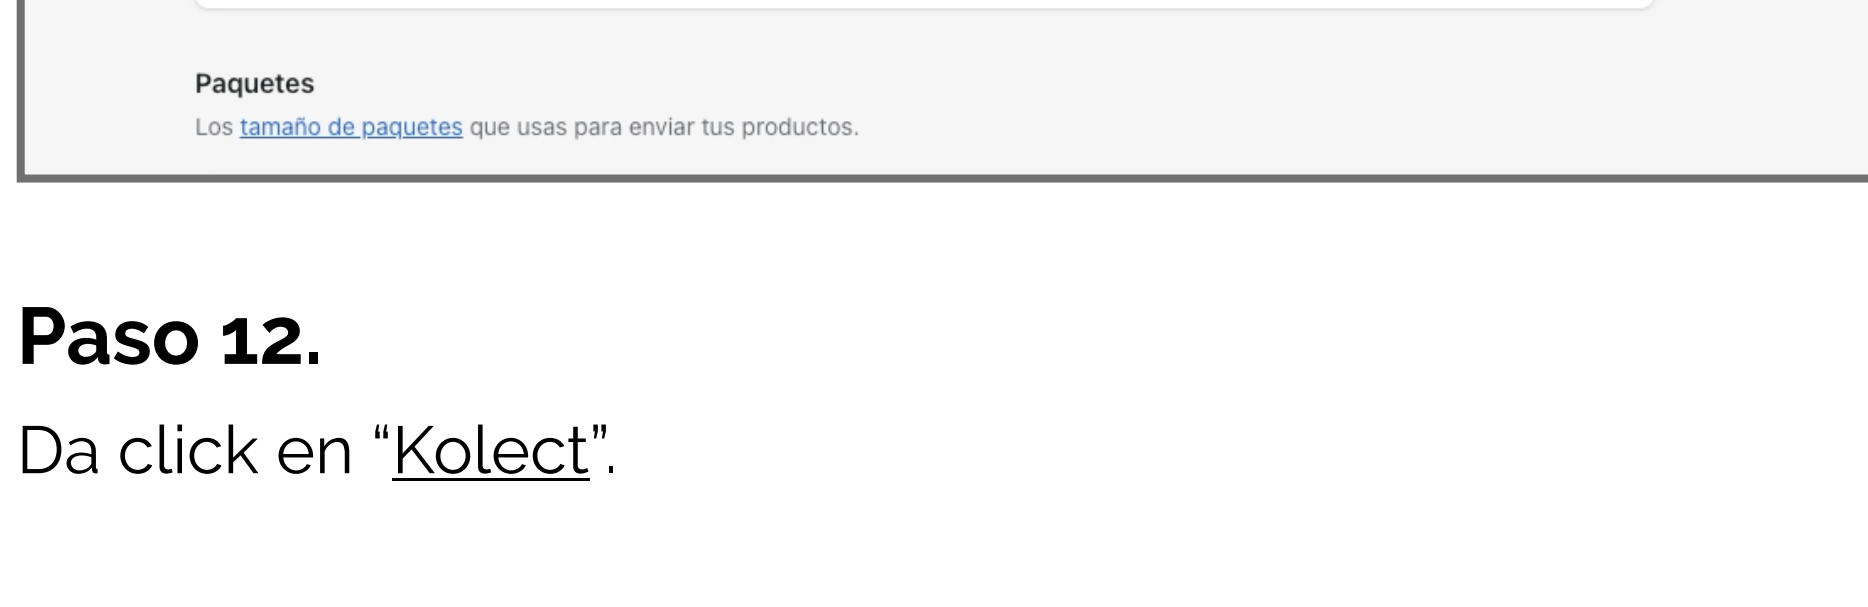 Paquetes
Los tamaño de paquetes que usas para enviar tus productos.
Paso 12.
Da click en “Kolect”.